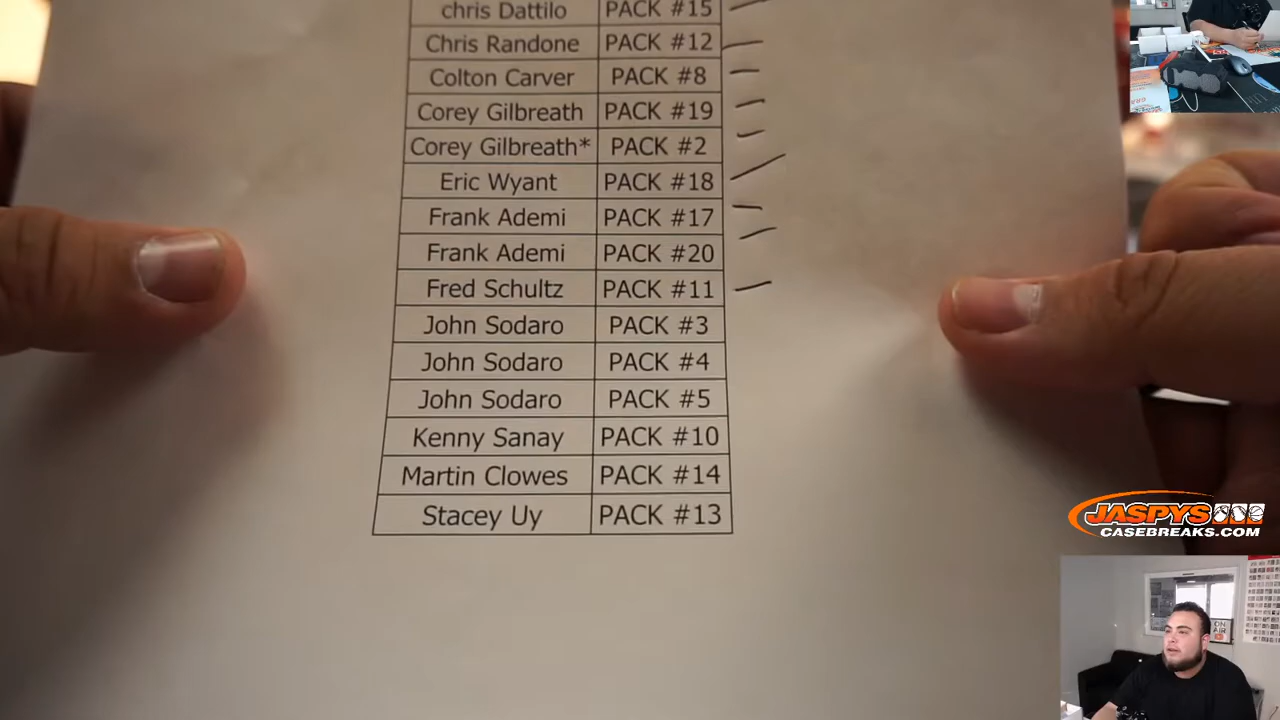 chris Dattilo PACK #15
Chris Randone PACK #12
Colton Carver PACK #8
Corey Gilbreath PACK #19
Corey Gilbreath* PACK #2
Eric Wyant PACK #18
Frank Ademi PACK #17
Frank Ademi PACK #20
Fred Schultz PACK #11
John Sodaro PACK #3
John Sodaro PACK #4
John Sodaro PACK #5
Kenny Sanay PACK #10
Martin Clowes PACK #14
Stacey Uy PACK #13
JASPYS
CASEBREAKS.COM
ON
AIR